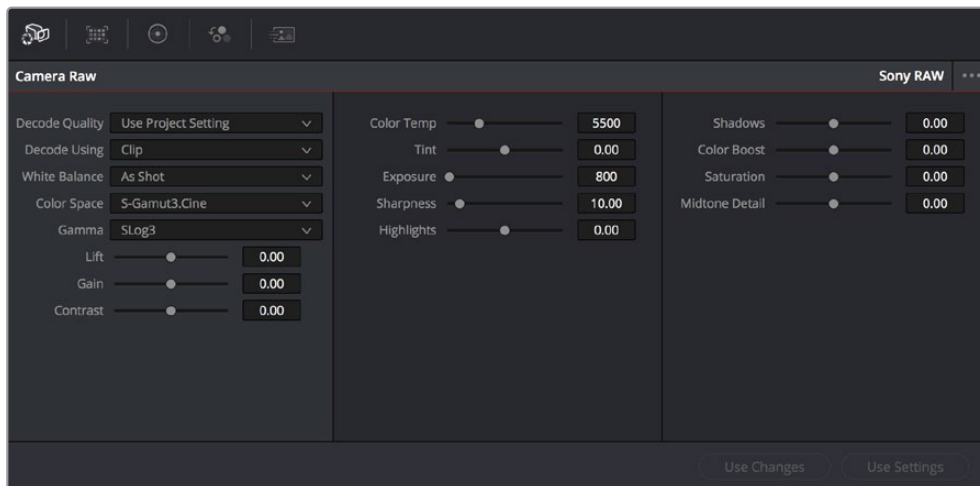 Camera Raw
Sony RAW
Decode Quality Use Project Setting
Decode Using Clip
White Balance As Shot
Color Space S-Gamut3.Cine
Gamma SLog3
Lift 0.00
Gain 0.00
Contrast 0.00
Color Temp 5500
Tint 0.00
Exposure 800
Sharpness 10.00
Highlights 0.00
Shadows 0.00
Color Boost 0.00
Saturation 0.00
Midtone Detail 0.00
Use Changes
Use Settings